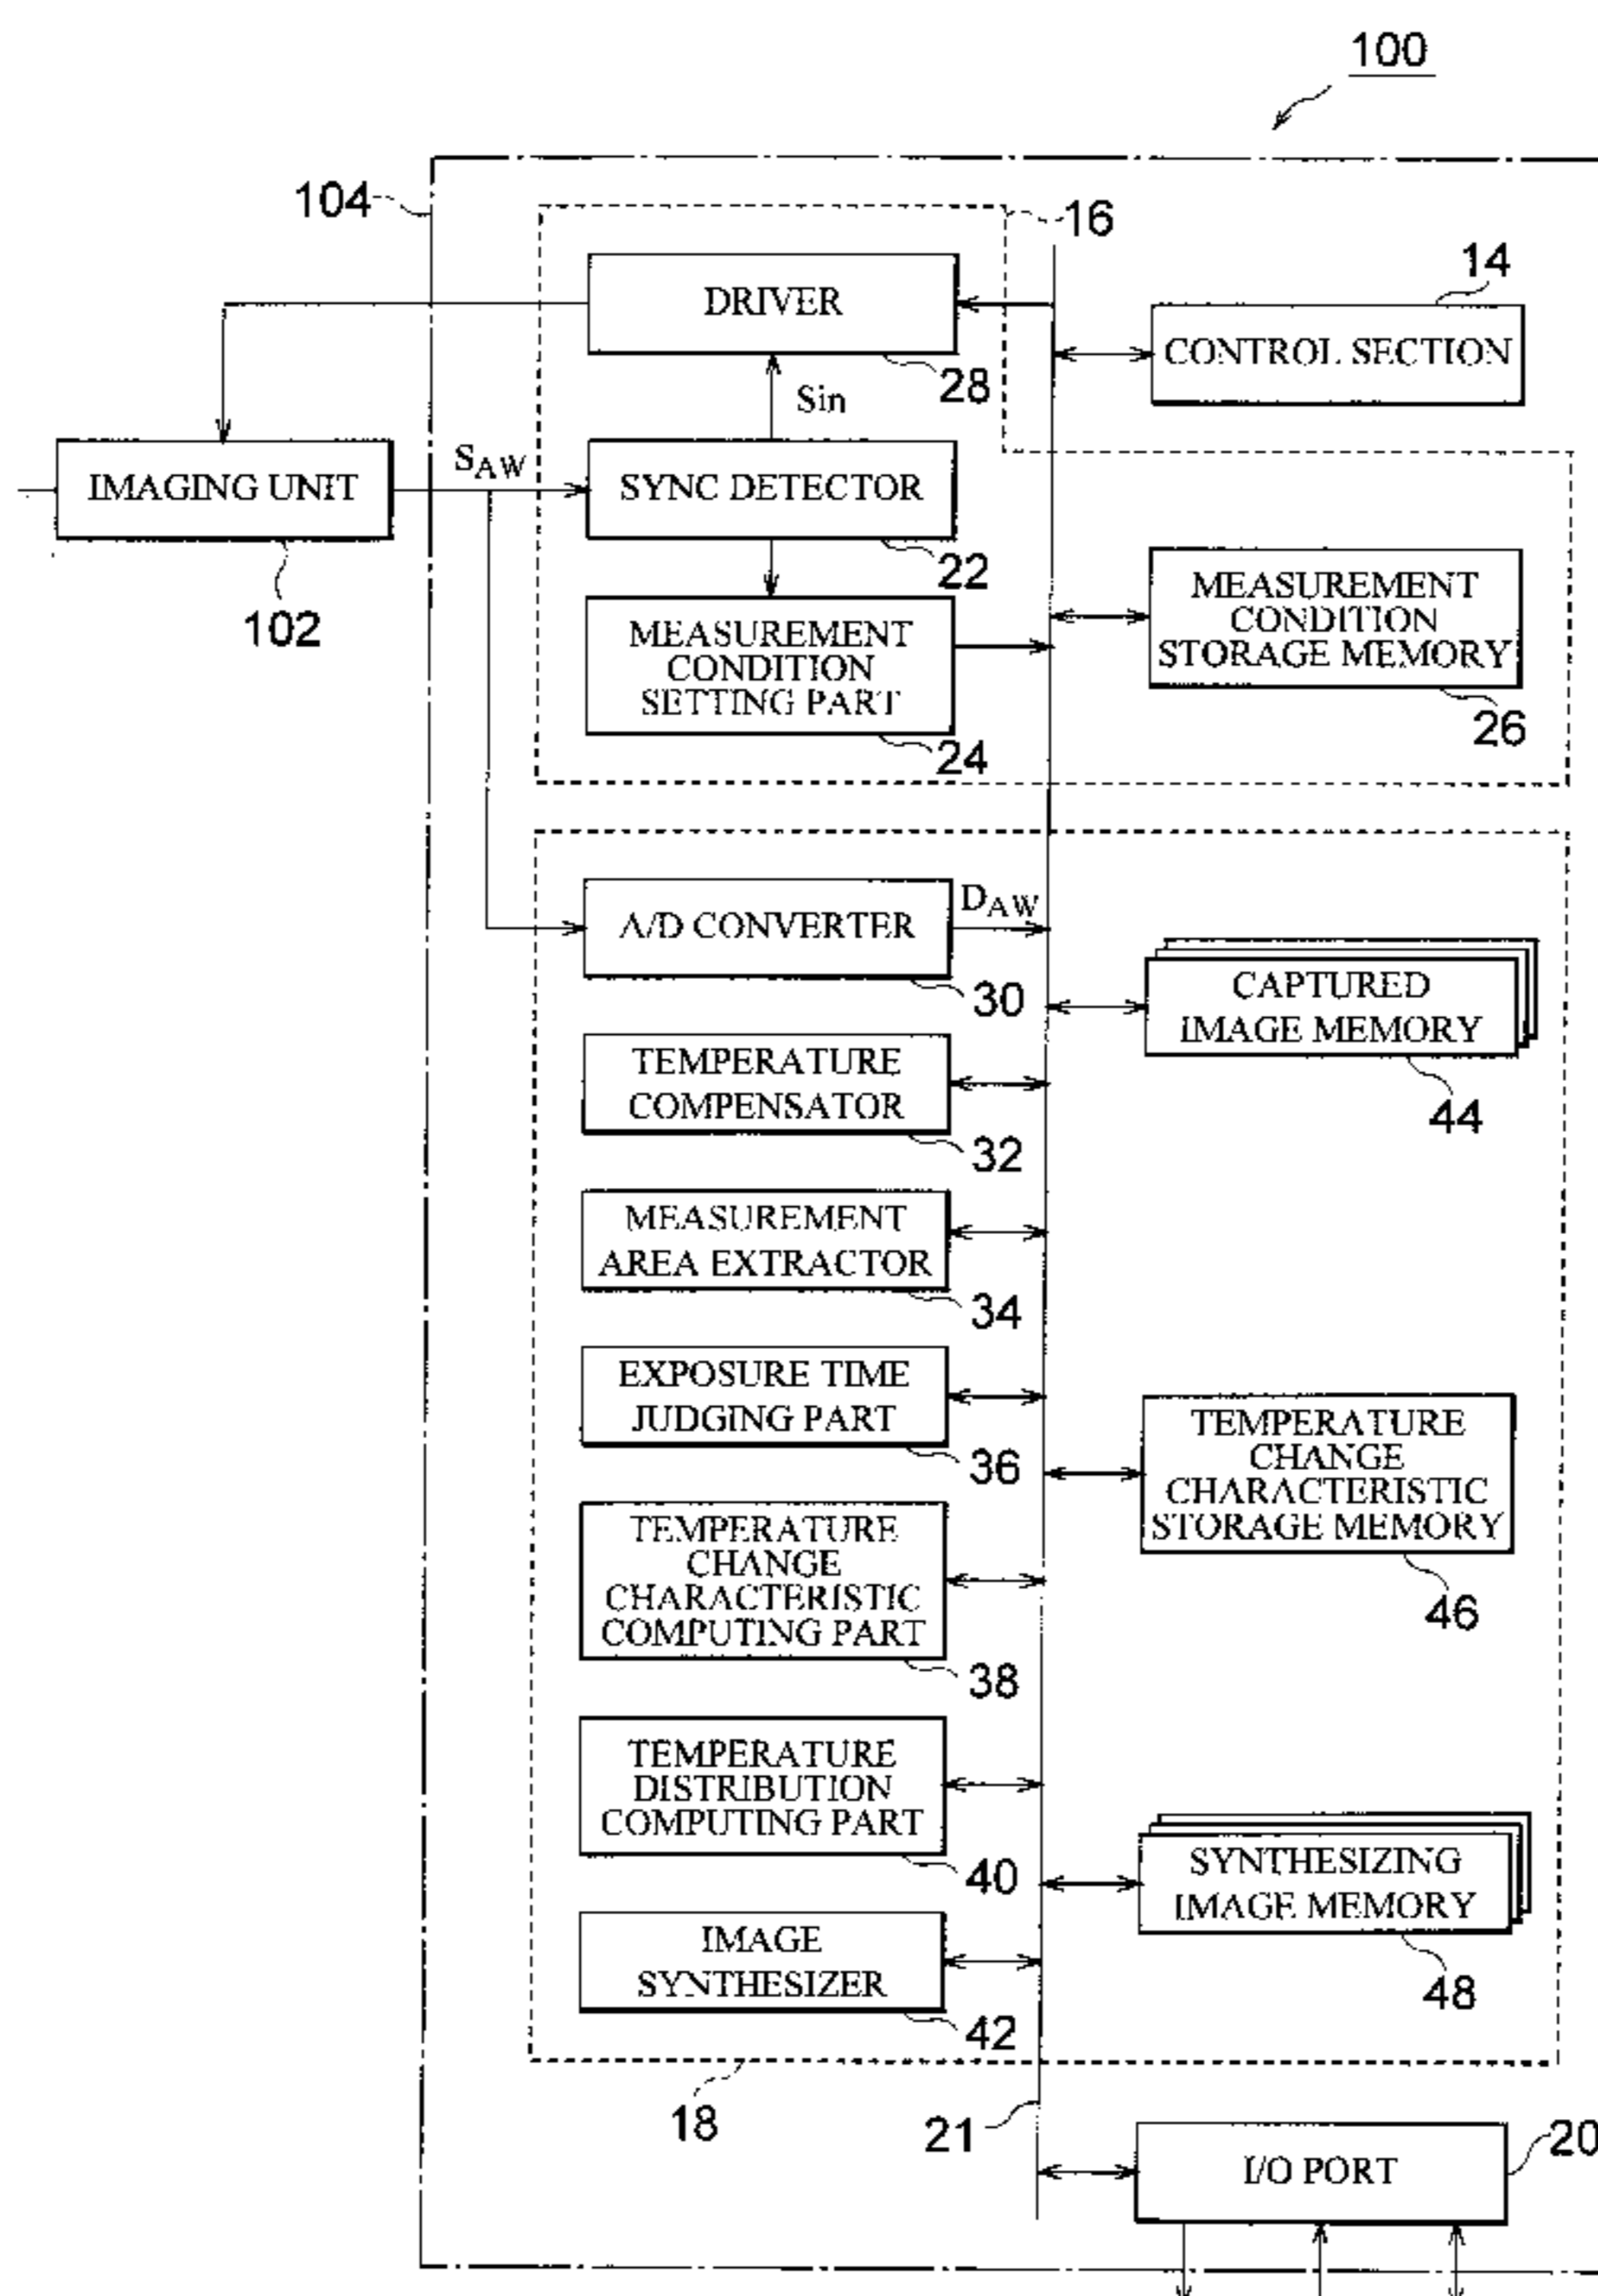 100
104
16
DRIVER
28
14
CONTROL SECTION
Sin
IMAGING UNIT
102
SAW
SYNC DETECTOR
22
MEASUREMENT
CONDITION
SETTING PART
24
MEASUREMENT
CONDITION
STORAGE MEMORY
26
A/D CONVERTER
30
DAW
CAPTURED
IMAGE MEMORY
44
TEMPERATURE
COMPENSATOR
32
MEASUREMENT
AREA EXTRACTOR
34
EXPOSURE TIME
JUDGING PART
36
TEMPERATURE
CHANGE
CHARACTERISTIC
STORAGE MEMORY
46
TEMPERATURE
CHANGE
CHARACTERISTIC
COMPUTING PART
38
TEMPERATURE
DISTRIBUTION
COMPUTING PART
40
SYNTHESIZING
IMAGE MEMORY
48
IMAGE
SYNTHESIZER
42
18
21
I/O PORT
20